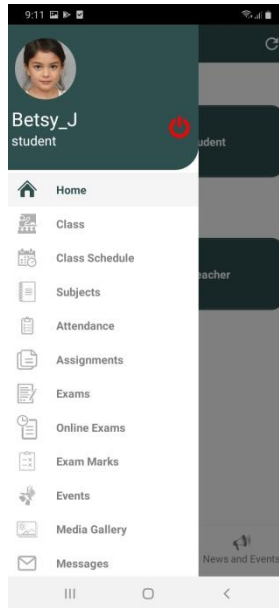 9:11
Betsy_J
student
udent
Home
Class
Class Schedule
Subjects
eacher
Attendance
Assignments
Exams
Online Exams
Exam Marks
Events
Media Gallery
Messages
News and Events